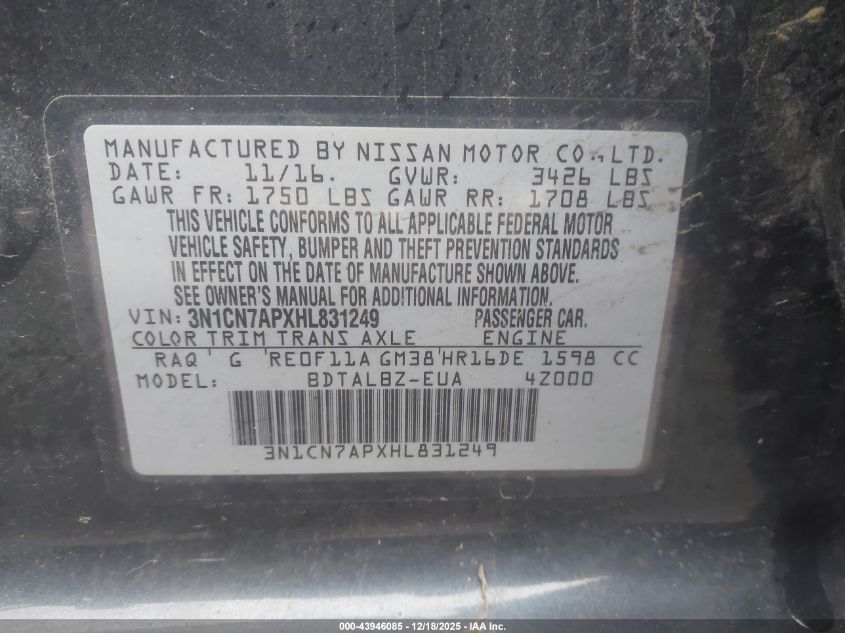 MANUFACTURED BY NISSAN MOTOR CO., LTD.
DATE: 11/16. GVWR: 3426 LBS
GAWR FR: 1750 LBS GAWR RR: 1708 LBS
THIS VEHICLE CONFORMS TO ALL APPLICABLE FEDERAL MOTOR
VEHICLE SAFETY, BUMPER AND THEFT PREVENTION STANDARDS
IN EFFECT ON THE DATE OF MANUFACTURE SHOWN ABOVE.
SEE OWNER'S MANUAL FOR ADDITIONAL INFORMATION.
VIN: 3N1CN7APXHL831249 PASSENGER CAR.
COLOR TRIM TRANS AXLE ENGINE
RAQ G RE0F11A GM38 HR16DE 1598 CC
MODEL: BDTALBZ-EUA 4Z000
3N1CN7APXHL831249
000-43946085 - 12/18/2025 - IAA Inc.